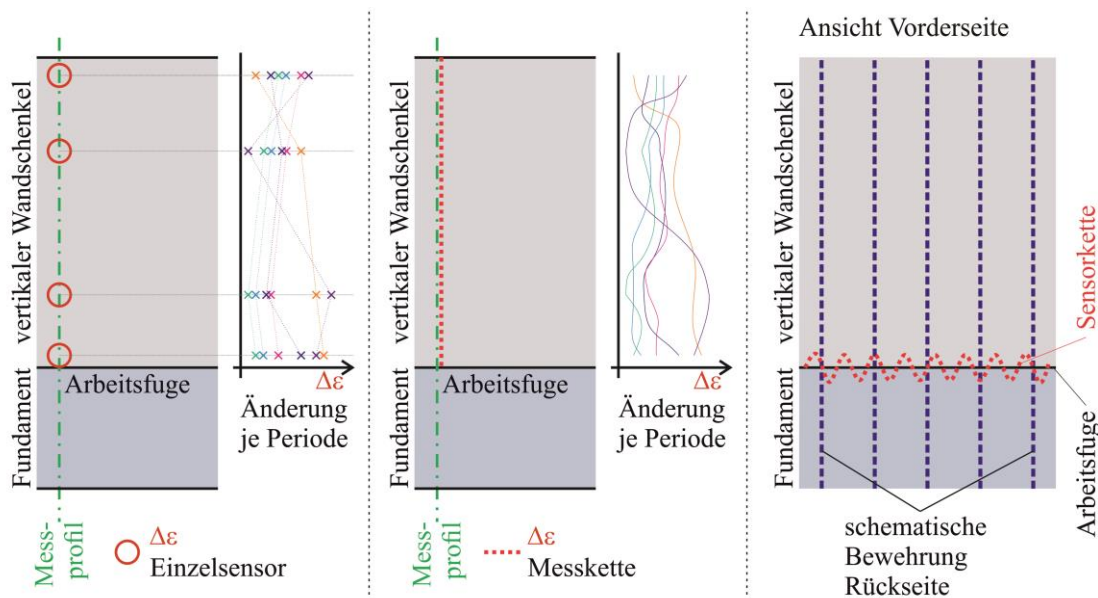 vertikaler Wandschenkel
Fundament
Arbeitsfuge
Δε
Änderung
je Periode
Mess-
profil
Δε
Einzelsensor
vertikaler Wandschenkel
Fundament
Arbeitsfuge
Δε
Änderung
je Periode
Mess-
profil
Δε
Messkette
Ansicht Vorderseite
vertikaler Wandschenkel
Fundament
Sensorkette
Arbeitsfuge
schematische
Bewehrung
Rückseite